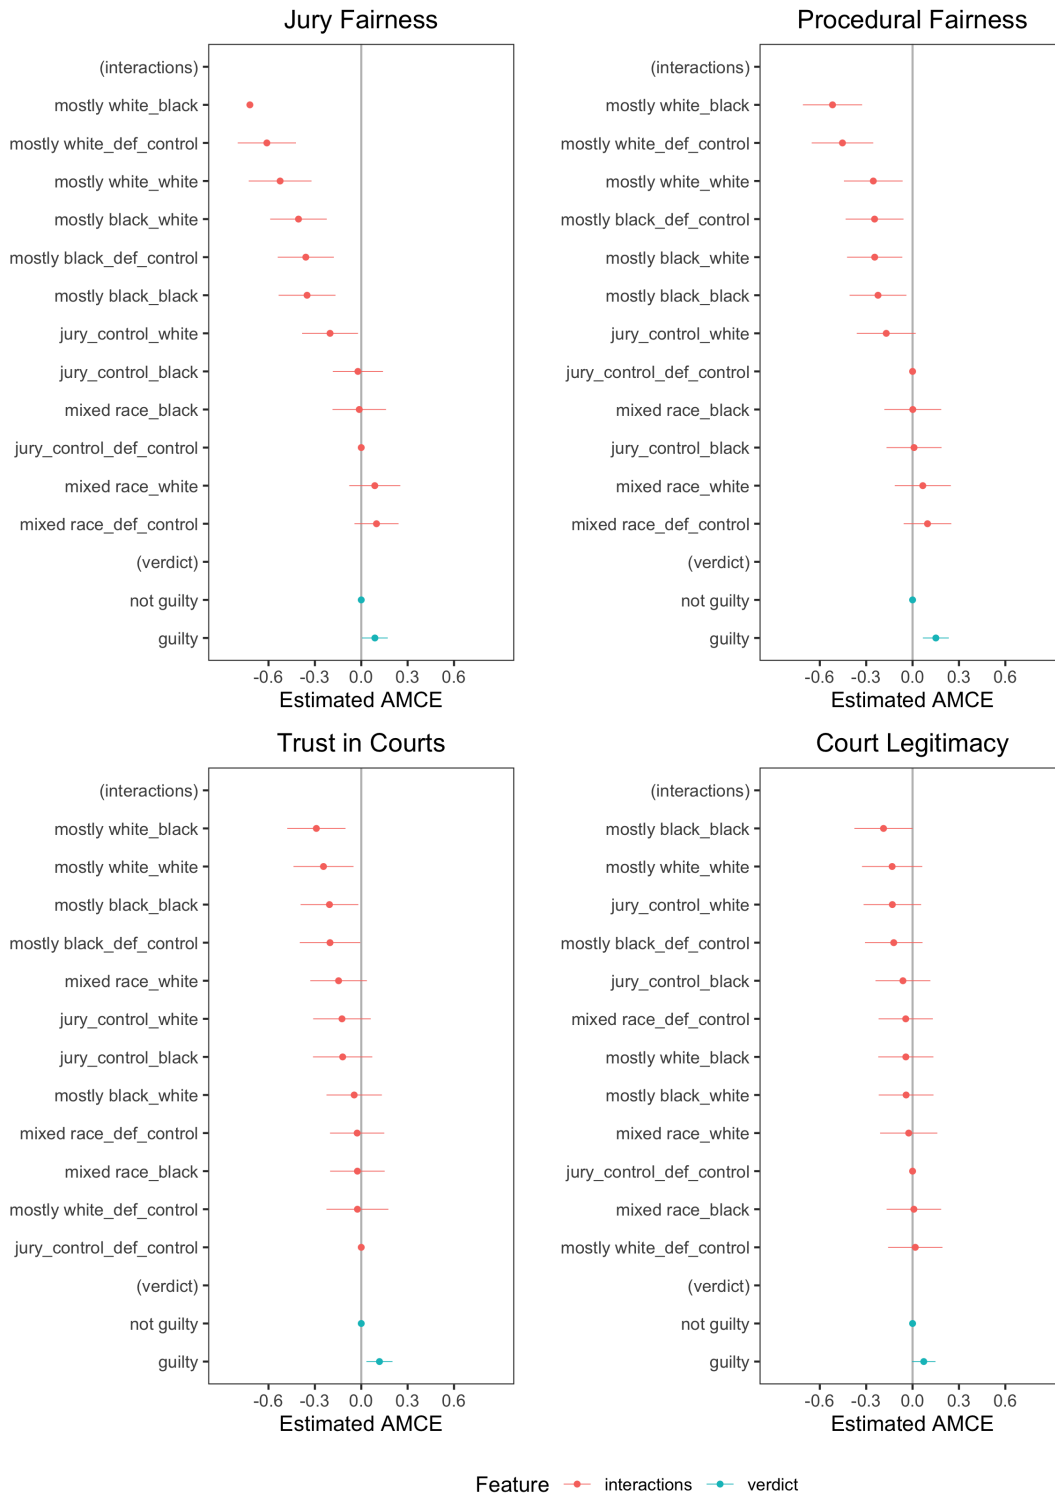 Jury Fairness
(interactions)
mostly white_black
mostly white_def_control
mostly white_white
mostly black_white
mostly black_def_control
mostly black_black
jury_control_white
jury_control_black
mixed race_black
jury_control_def_control
mixed race_white
mixed race_def_control
(verdict)
not guilty
guilty
-0.6 -0.3 0.0 0.3 0.6
Estimated AMCE
Procedural Fairness
(interactions)
mostly white_black
mostly white_def_control
mostly white_white
mostly black_def_control
mostly black_white
mostly black_black
jury_control_white
jury_control_def_control
mixed race_black
jury_control_black
mixed race_white
mixed race_def_control
(verdict)
not guilty
guilty
-0.6 -0.3 0.0 0.3 0.6
Estimated AMCE
Trust in Courts
(interactions)
mostly white_black
mostly white_white
mostly black_black
mostly black_def_control
mixed race_white
jury_control_white
jury_control_black
mostly black_white
mixed race_def_control
mixed race_black
mostly white_def_control
jury_control_def_control
(verdict)
not guilty
guilty
-0.6 -0.3 0.0 0.3 0.6
Estimated AMCE
Court Legitimacy
(interactions)
mostly black_black
mostly white_white
jury_control_white
mostly black_def_control
jury_control_black
mixed race_def_control
mostly white_black
mostly black_white
mixed race_white
jury_control_def_control
mixed race_black
mostly white_def_control
(verdict)
not guilty
guilty
-0.6 -0.3 0.0 0.3 0.6
Estimated AMCE
Feature interactions verdict